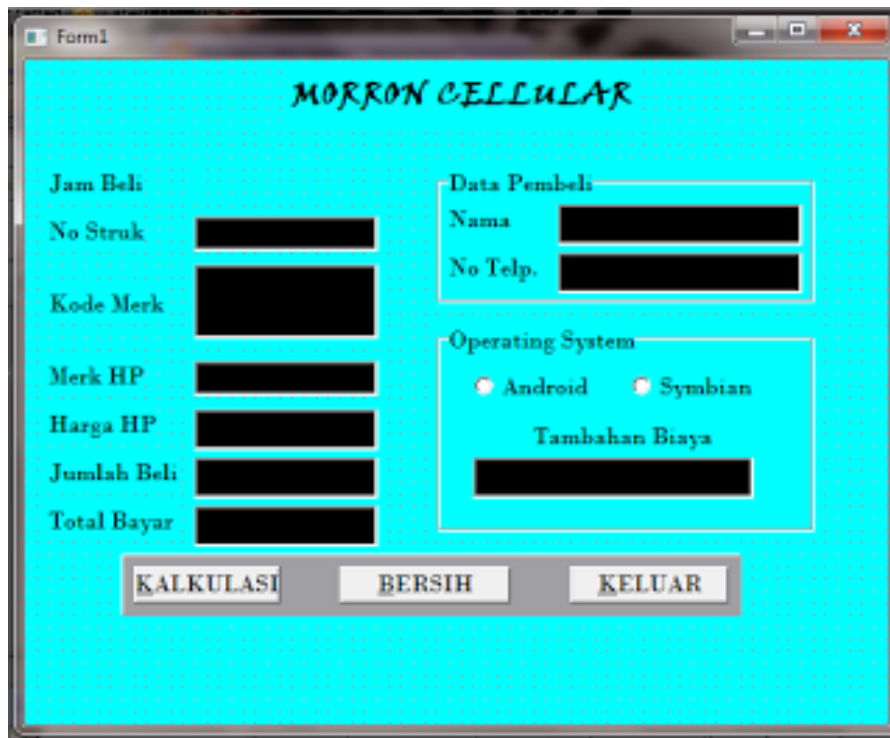 Form1
MORRON CELLULAR
Jam Beli
No Struk
Kode Merk
Merk HP
Harga HP
Jumlah Beli
Total Bayar
Data Pembeli
Nama
No Telp.
Operating System
Android Symbian
Tambahan Biaya
KALKULASI BERSIH KELUAR